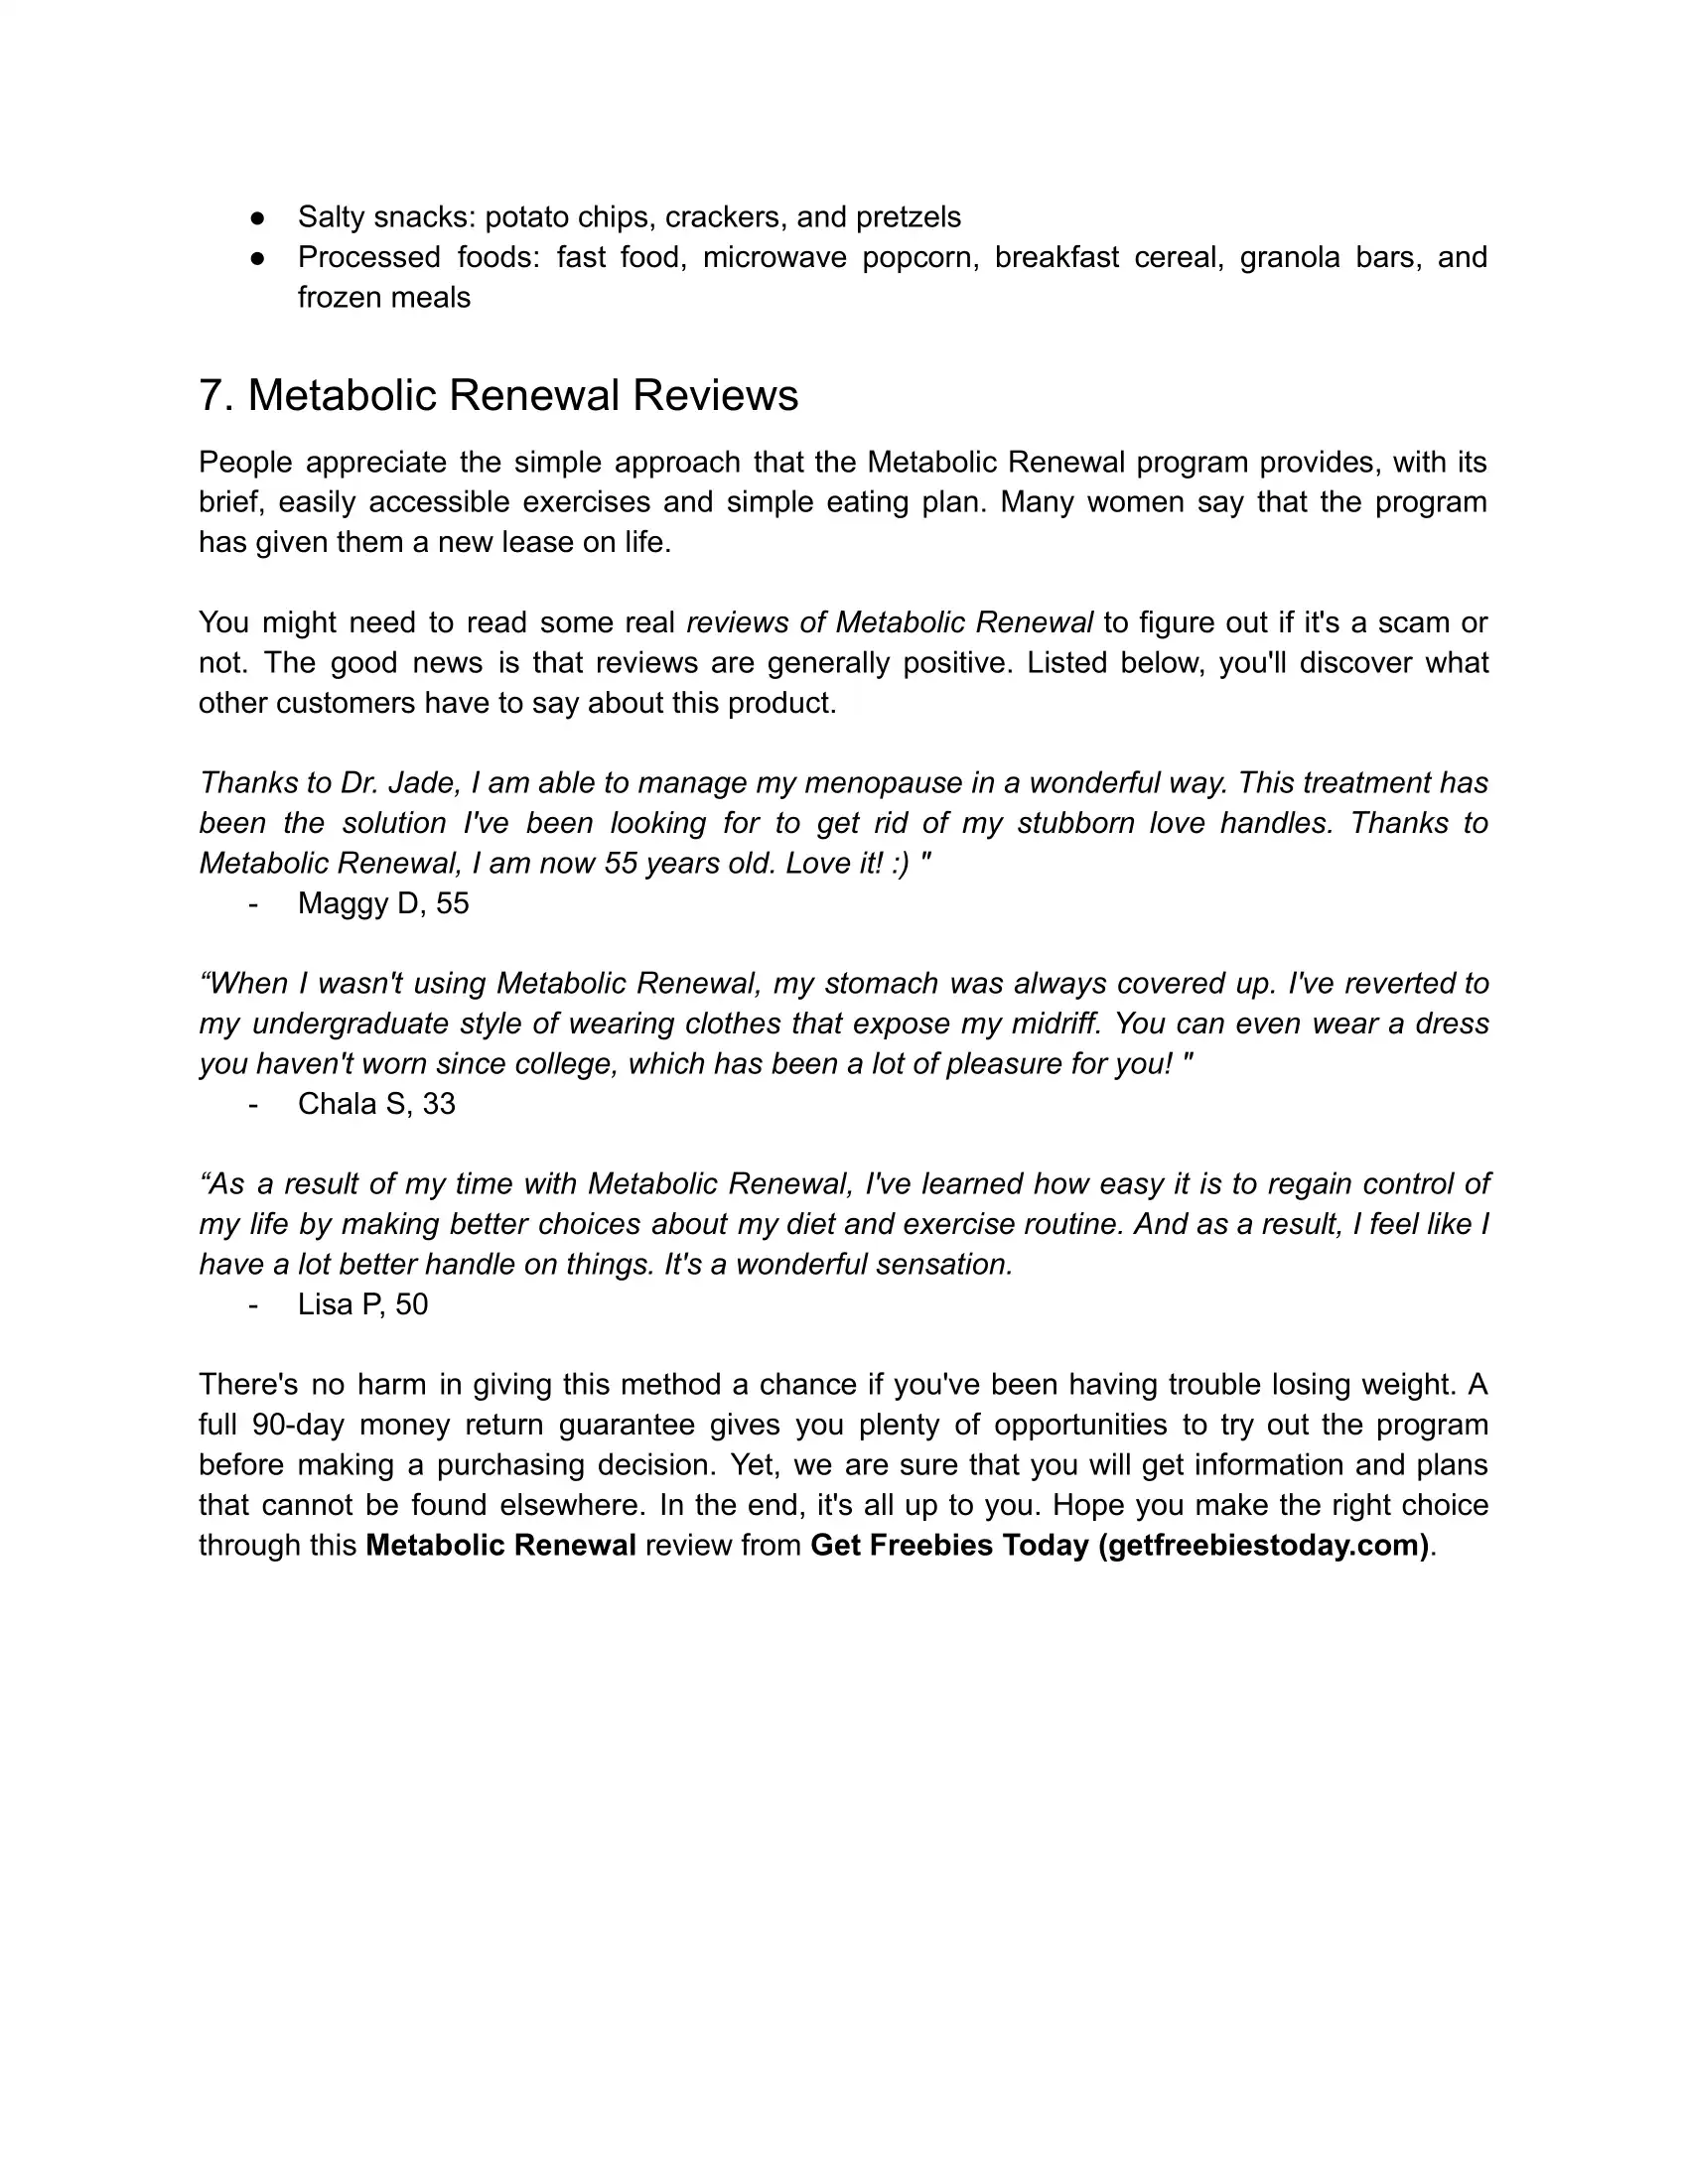 ● Salty snacks: potato chips, crackers, and pretzels
● Processed foods: fast food, microwave popcorn, breakfast cereal, granola bars, and
frozen meals
7. Metabolic Renewal Reviews
People appreciate the simple approach that the Metabolic Renewal program provides, with its
brief, easily accessible exercises and simple eating plan. Many women say that the program
has given them a new lease on life.
You might need to read some real reviews of Metabolic Renewal to figure out if it's a scam or
not. The good news is that reviews are generally positive. Listed below, you'll discover what
other customers have to say about this product.
Thanks to Dr. Jade, I am able to manage my menopause in a wonderful way. This treatment has
been the solution I've been looking for to get rid of my stubborn love handles. Thanks to
Metabolic Renewal, I am now 55 years old. Love it! :) "
- Maggy D, 55
“When I wasn't using Metabolic Renewal, my stomach was always covered up. I've reverted to
my undergraduate style of wearing clothes that expose my midriff. You can even wear a dress
you haven't worn since college, which has been a lot of pleasure for you! "
- Chala S, 33
“As a result of my time with Metabolic Renewal, I've learned how easy it is to regain control of
my life by making better choices about my diet and exercise routine. And as a result, I feel like I
have a lot better handle on things. It's a wonderful sensation.
- Lisa P, 50
There's no harm in giving this method a chance if you've been having trouble losing weight. A
full 90-day money return guarantee gives you plenty of opportunities to try out the program
before making a purchasing decision. Yet, we are sure that you will get information and plans
that cannot be found elsewhere. In the end, it's all up to you. Hope you make the right choice
through this Metabolic Renewal review from Get Freebies Today (getfreebiestoday.com).